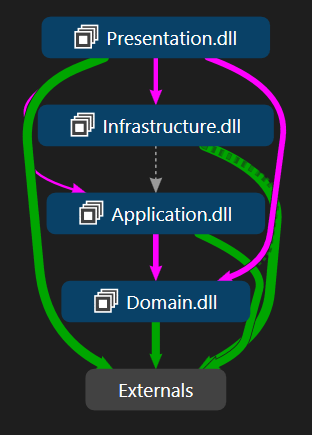 Presentation.dll
Infrastructure.dll
Application.dll
Domain.dll
Externals